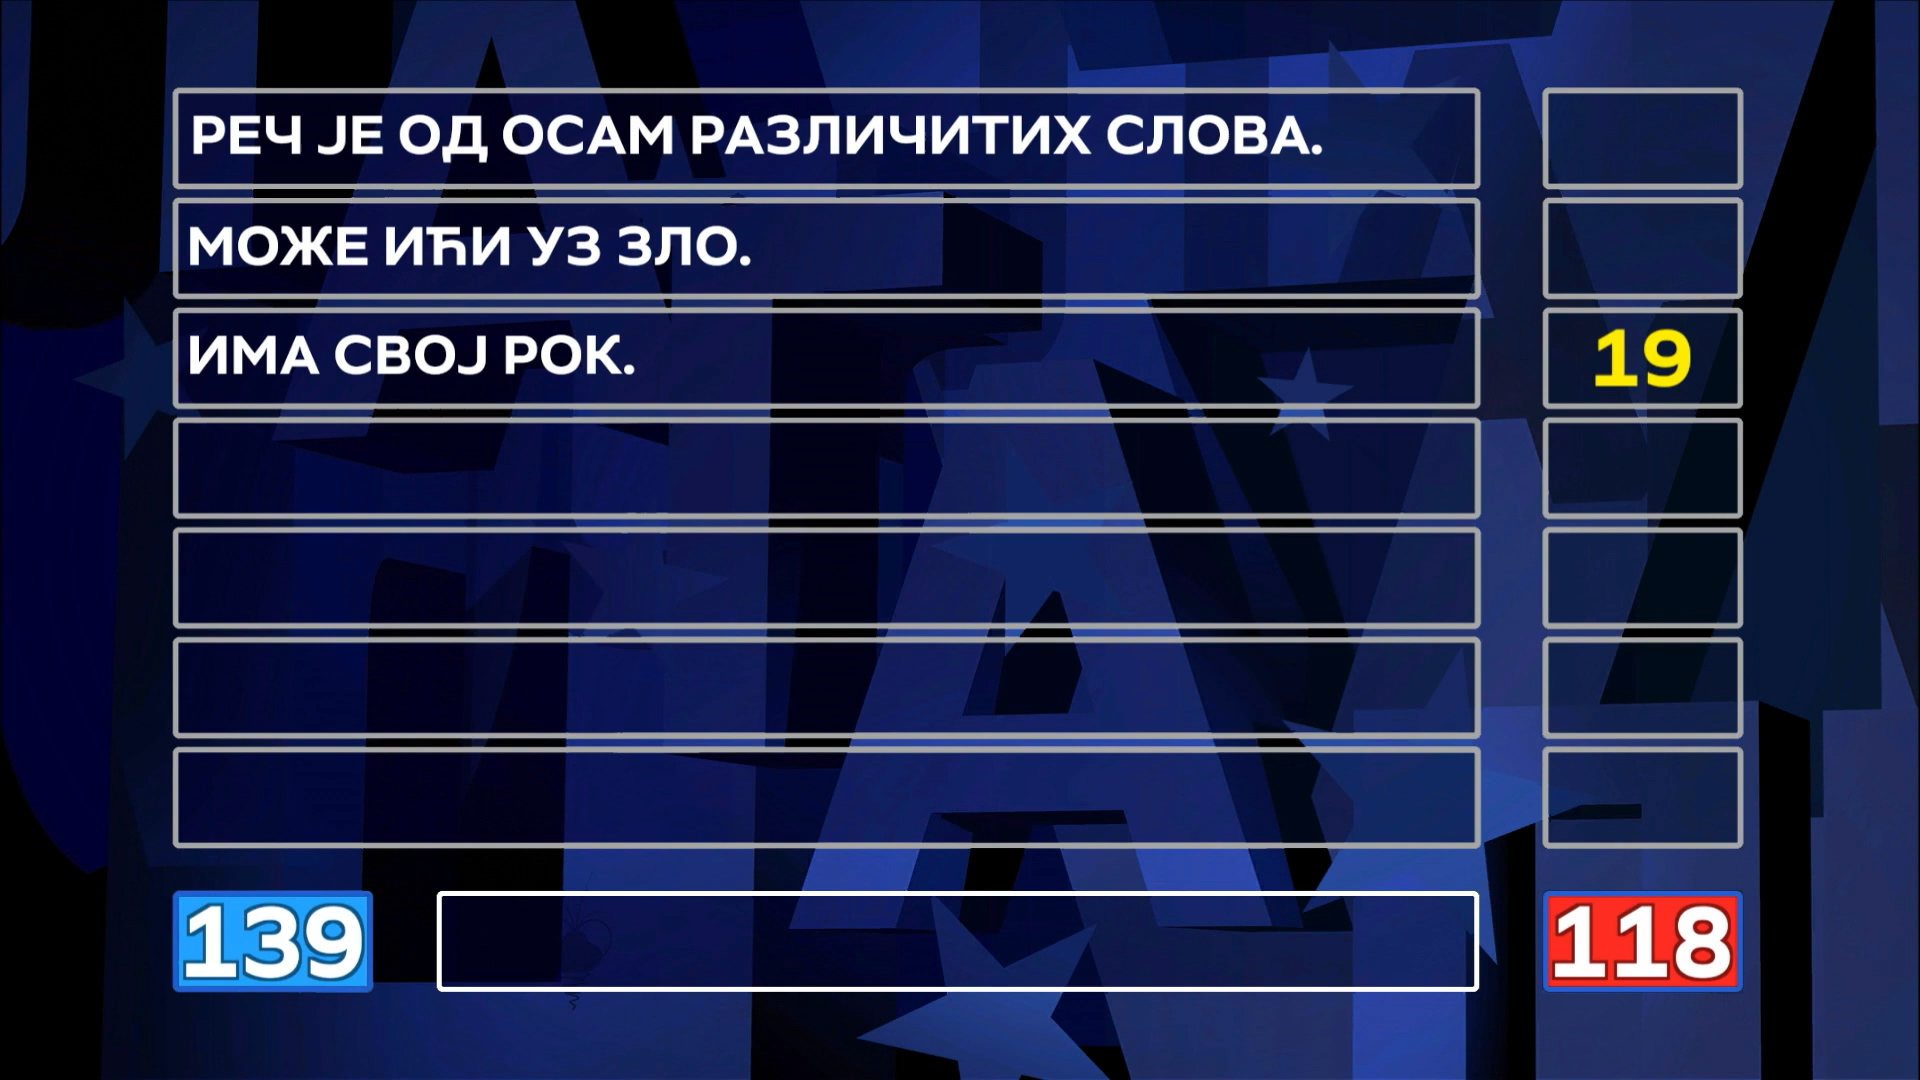 РЕЧ ЈЕ ОД ОСАМ РАЗЛИЧИТИХ СЛОВА.
МОЖЕ ИЋИ УЗ ЗЛО.
ИМА СВОЈ РОК.
19
139
118